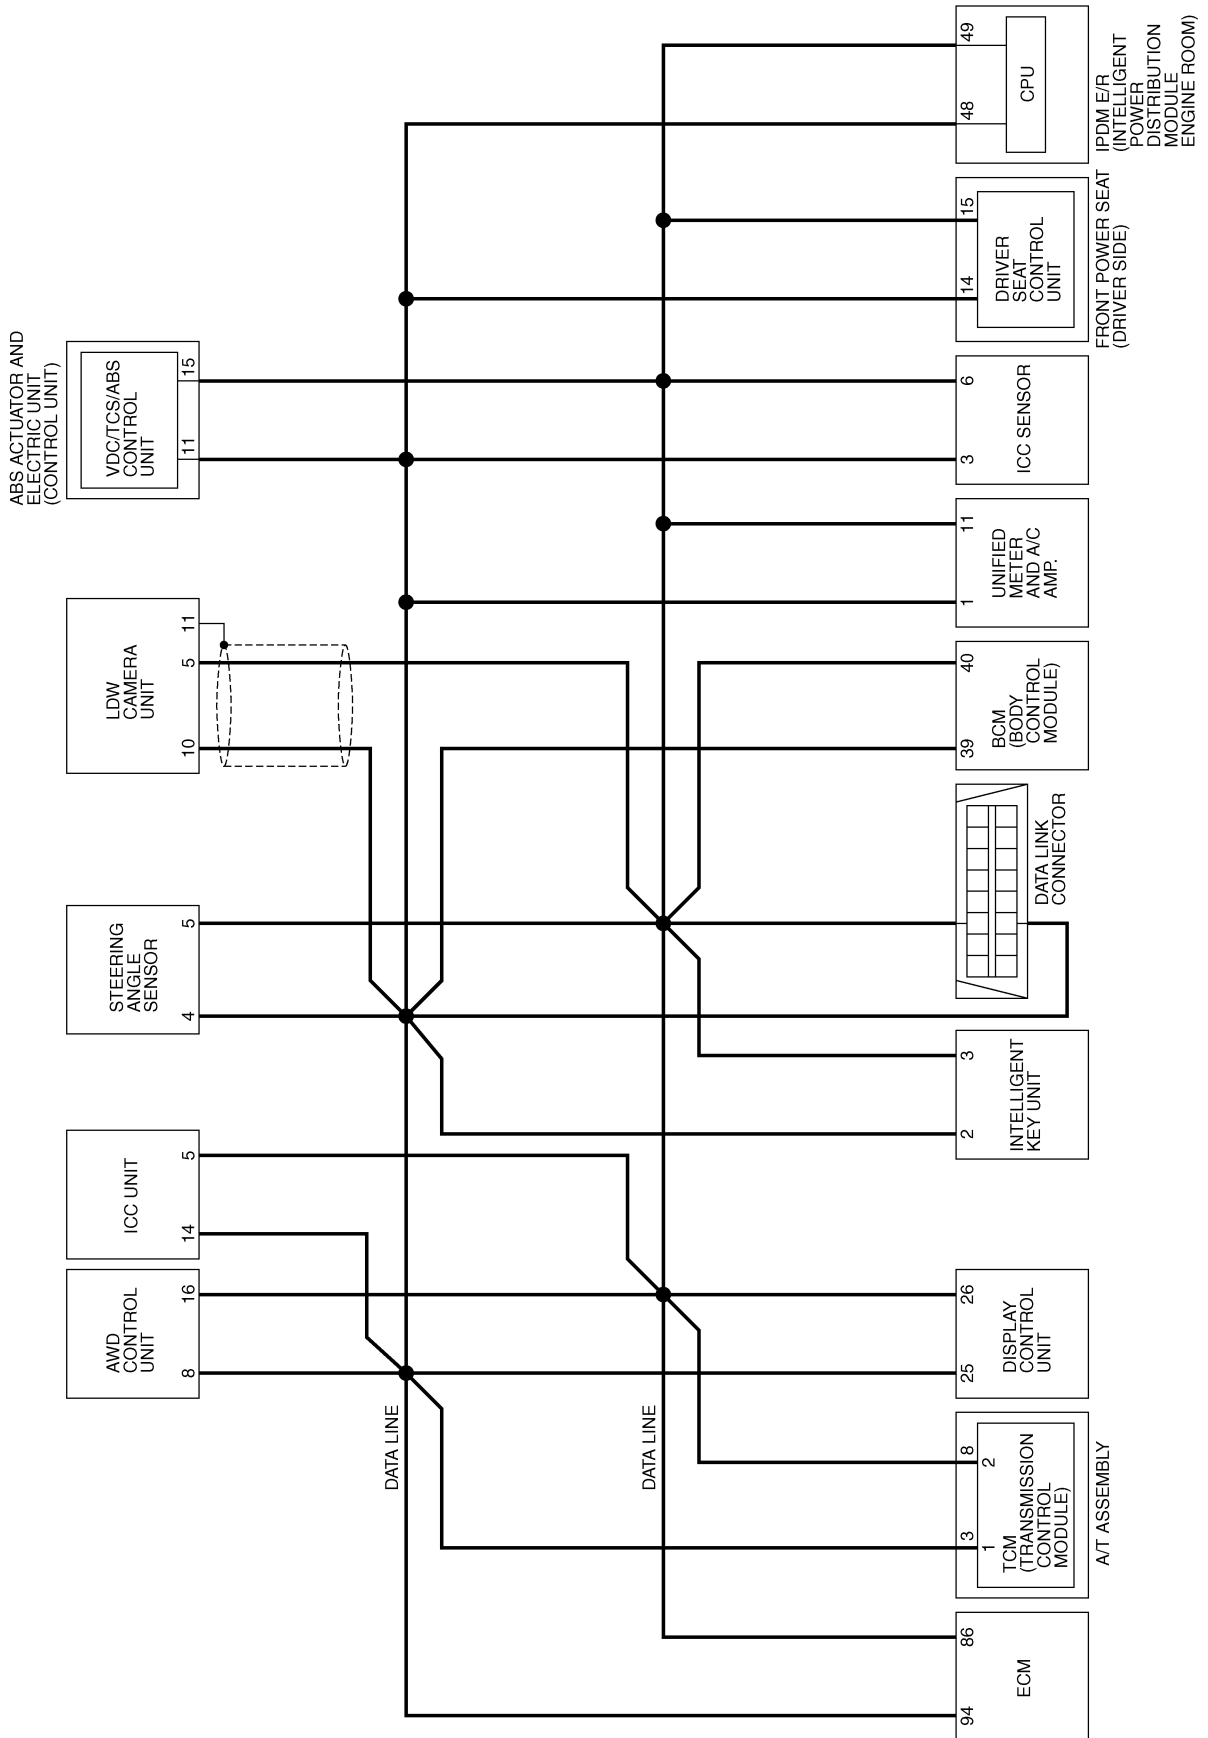 ABS ACTUATOR AND
ELECTRIC UNIT
(CONTROL UNIT)
VDC/TCS/ABS
CONTROL
UNIT
11
15
LDW
CAMERA
UNIT
10
5
11
STEERING
ANGLE
SENSOR
4
5
ICC UNIT
14
5
AWD
CONTROL
UNIT
8
16
DATA LINE
DATA LINE
48
49
CPU
IPDM E/R
(INTELLIGENT
POWER
DISTRIBUTION
MODULE
ENGINE ROOM)
14
15
DRIVER
SEAT
CONTROL
UNIT
FRONT POWER SEAT
(DRIVER SIDE)
3
6
ICC SENSOR
1
11
UNIFIED
METER
AND A/C
AMP.
39
40
BCM
(BODY
CONTROL
MODULE)
DATA LINK
CONNECTOR
2
3
INTELLIGENT
KEY UNIT
25
26
DISPLAY
CONTROL
UNIT
3
8
1
2
TCM
(TRANSMISSION
CONTROL
MODULE)
A/T ASSEMBLY
94
86
ECM